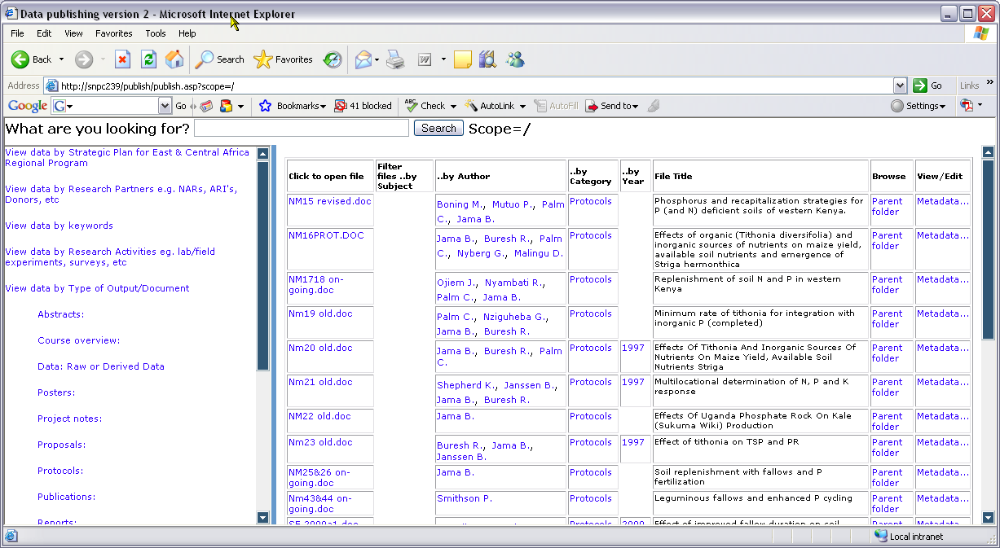 Data publishing version 2 - Microsoft Internet Explorer
File Edit View Favorites Tools Help
Back Search Favorites W
Address http://snpc239/publish/publish.asp?scope=/ Go Links »
Google G Go Bookmarks 41 blocked ABC Check AutoLink AutoFill Send to Settings
What are you looking for? Search Scope=/
View data by Strategic Plan for East & Central Africa
Regional Program
View data by Research Partners e.g. NARs, ARI's,
Donors, etc
View data by keywords
View data by Research Activities eg. lab/field
experiments, surveys, etc
View data by Type of Output/Document
Abstracts:
Course overview:
Data: Raw or Derived Data
Posters:
Project notes:
Proposals:
Protocols:
Publications:
Reports:
Click to open file
Filter
files ..by
Subject
..by Author
..by
Category
..by
Year
File Title
Browse
View/Edit
NM15 revised.doc
Boning M., Mutuo P., Palm
C., Jama B.
Protocols
Phosphorus and recapitalization strategies for
P (and N) deficient soils of western Kenya.
Parent
folder
Metadata...
NM16PROT.DOC
Jama B., Buresh R., Palm
C., Nyberg G., Malingu D.
Protocols
Effects of organic (Tithonia diversifolia) and
inorganic sources of nutrients on maize yield,
available soil nutrients and emergence of
Striga hermonthica
Parent
folder
Metadata...
NM1718 on-
going.doc
Ojiem J., Nyambati R.,
Palm C., Jama B.
Protocols
Replenishment of soil N and P in western
Kenya
Parent
folder
Metadata...
Nm19 old.doc
Palm C., Nziguheba G.,
Jama B., Buresh R.
Protocols
Minimum rate of tithonia for integration with
inorganic P (completed)
Parent
folder
Metadata...
Nm20 old.doc
Jama B., Buresh R., Palm
C.
Protocols
1997
Effects Of Tithonia And Inorganic Sources Of
Nutrients On Maize Yield, Available Soil
Nutrients Striga
Parent
folder
Metadata...
Nm21 old.doc
Shepherd K., Janssen B.,
Jama B., Buresh R.
Protocols
1997
Multilocational determination of N, P and K
response
Parent
folder
Metadata...
NM22 old.doc
Jama B.
Protocols
Effects Of Uganda Phosphate Rock On Kale
(Sukuma Wiki) Production
Parent
folder
Metadata...
Nm23 old.doc
Buresh R., Jama B.,
Janssen B.
Protocols
1997
Effect of tithonia on TSP and PR
Parent
folder
Metadata...
NM25&26 on-
going.doc
Jama B.
Protocols
Soil replenishment with fallows and P
fertilization
Parent
folder
Metadata...
Nm43&44 on-
going.doc
Smithson P.
Protocols
Leguminous fallows and enhanced P cycling
Parent
folder
Metadata...
Protocols
2000
Effect of improved fallow duration on soil
Parent
Metadata...
Local intranet